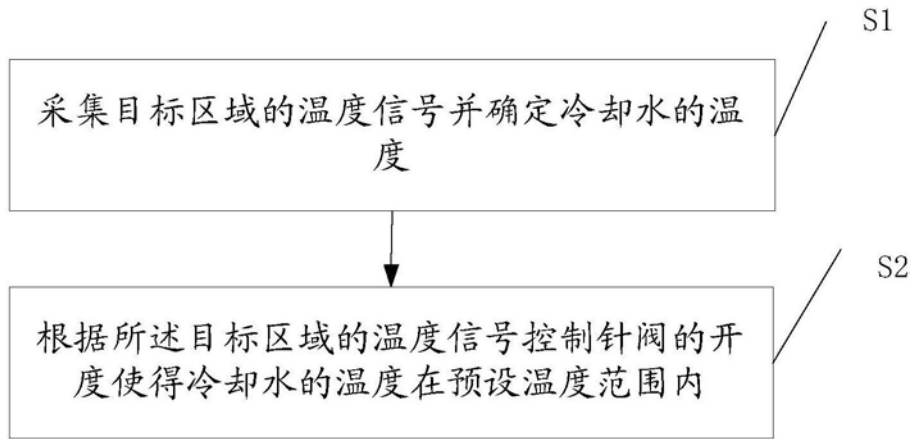 S1
采集目标区域的温度信号并确定冷却水的温
度
S2
根据所述目标区域的温度信号控制针阀的开
度使得冷却水的温度在预设温度范围内